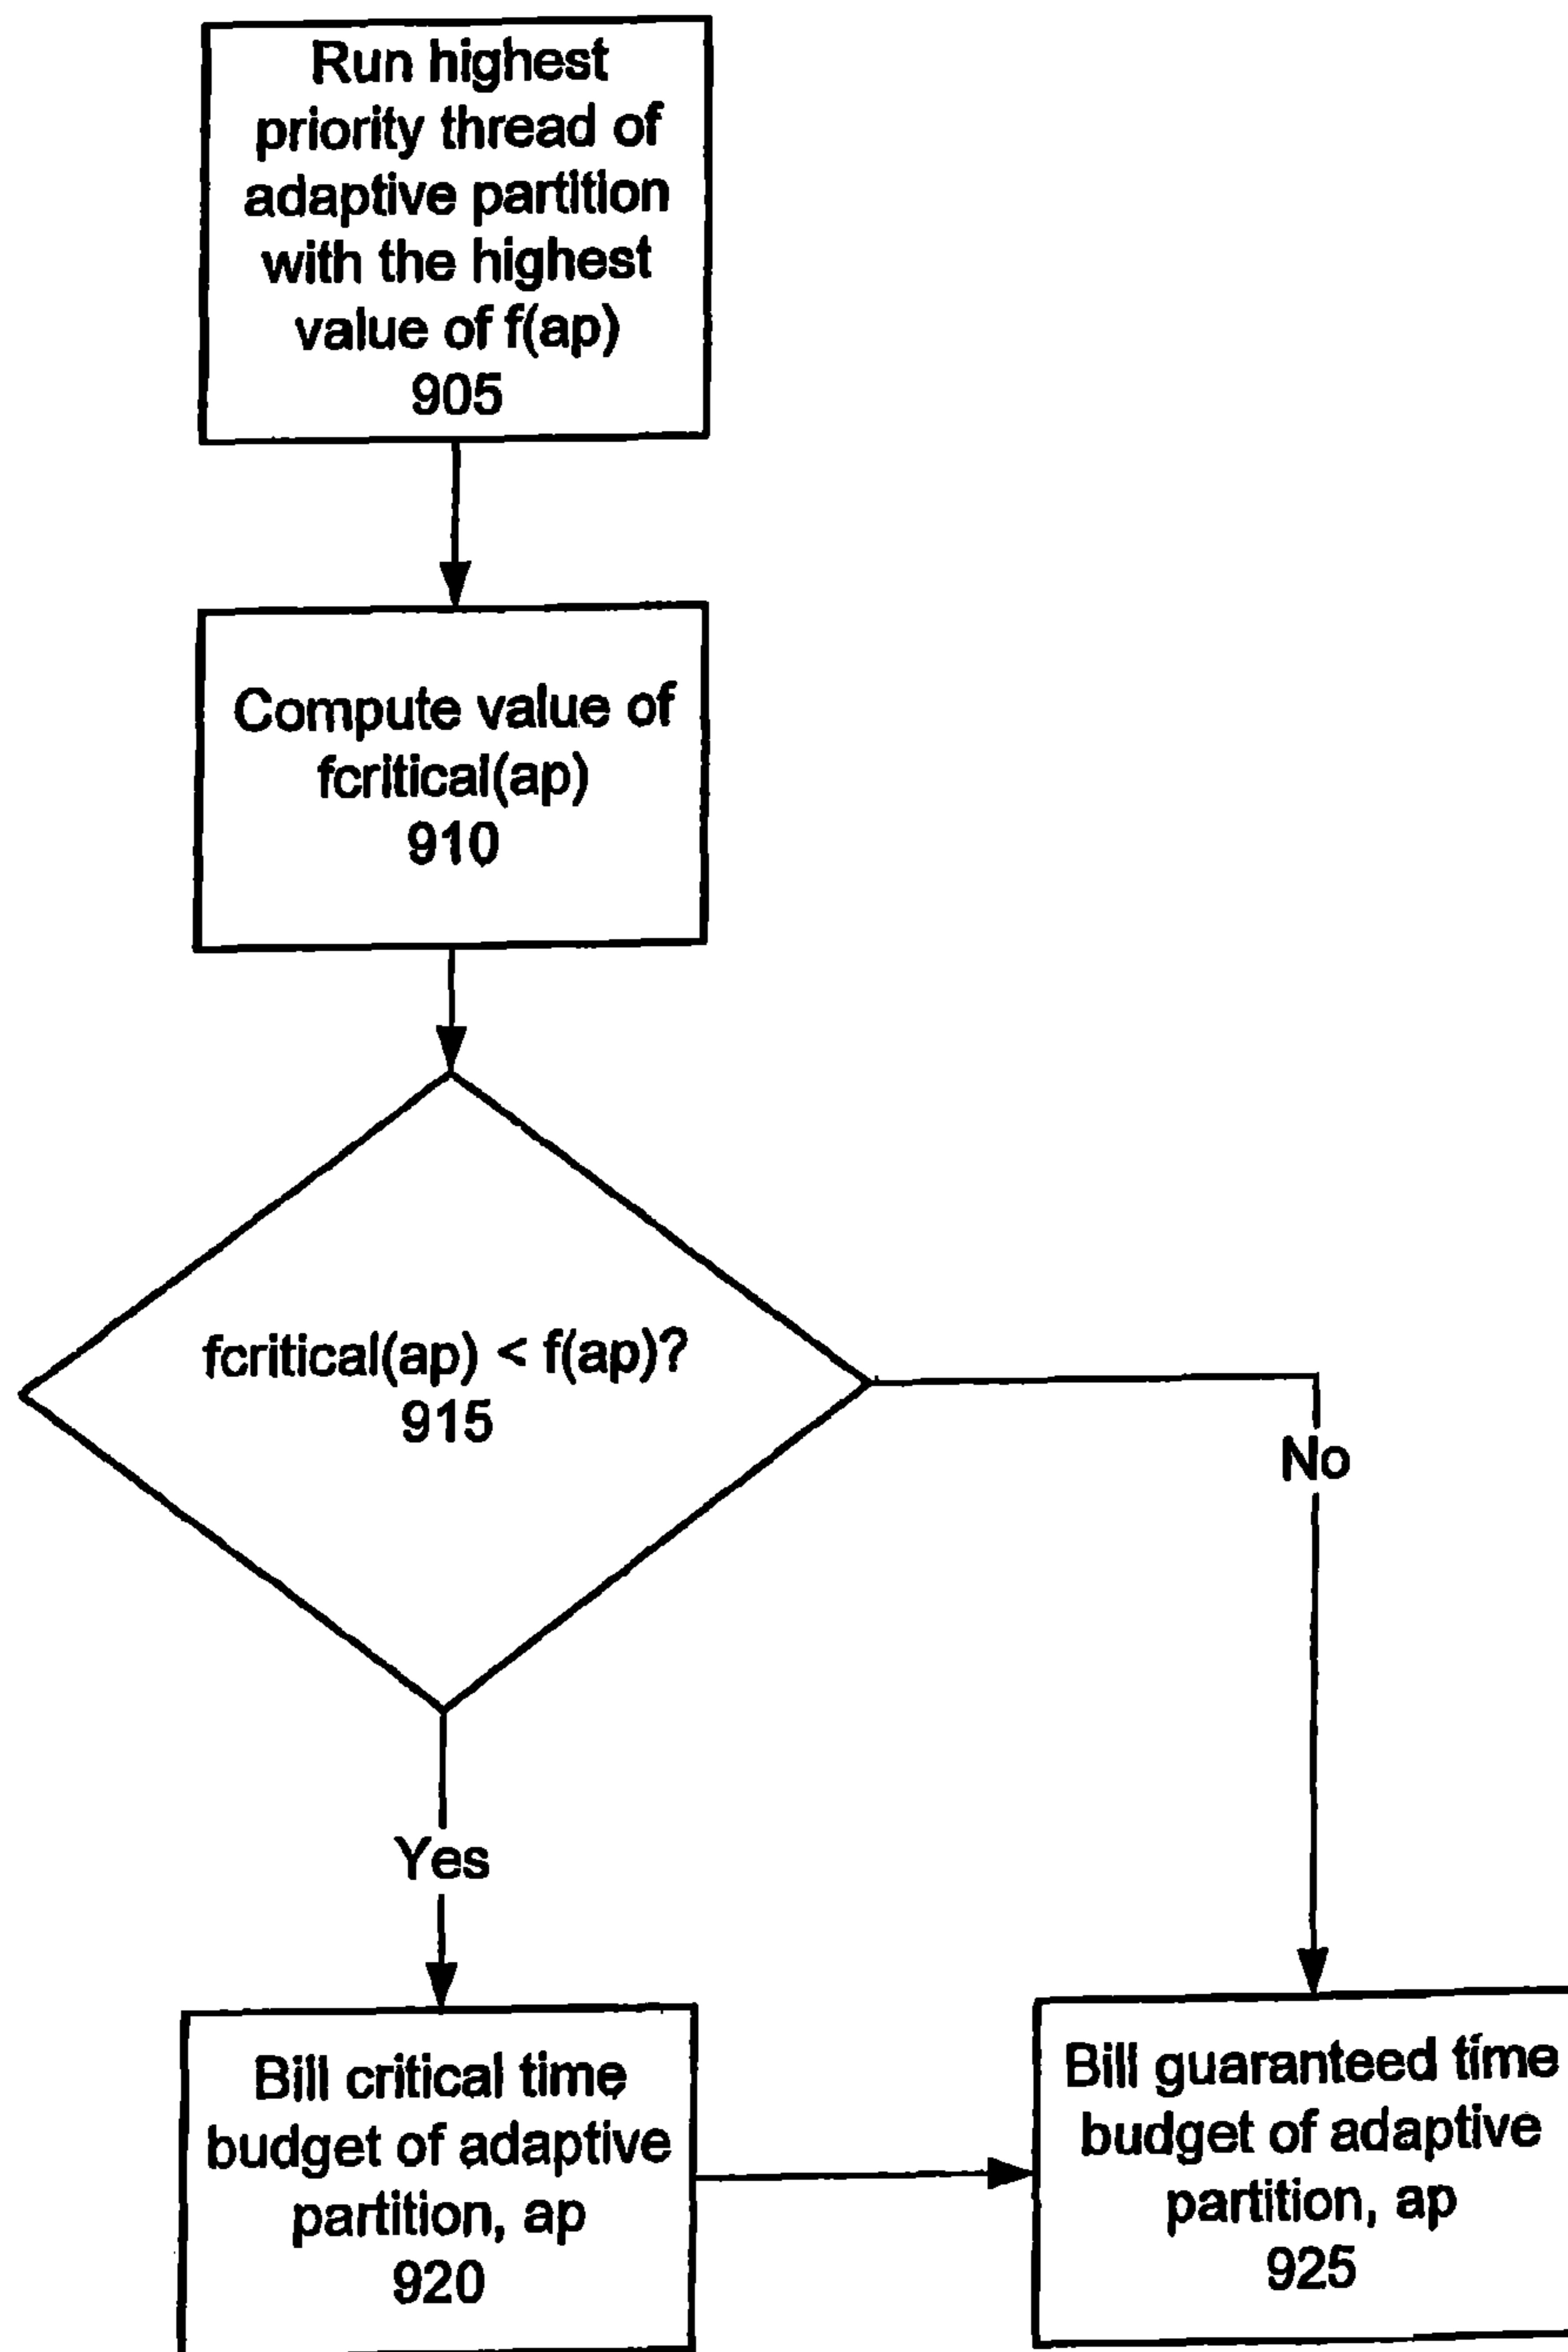 Run highest
priority thread of
adaptive partition
with the highest
value of f(ap)
905
Compute value of
fcritical(ap)
910
fcritical(ap) < f(ap)?
915
No
Yes
Bill critical time
budget of adaptive
partition, ap
920
Bill guaranteed time
budget of adaptive
partition, ap
925